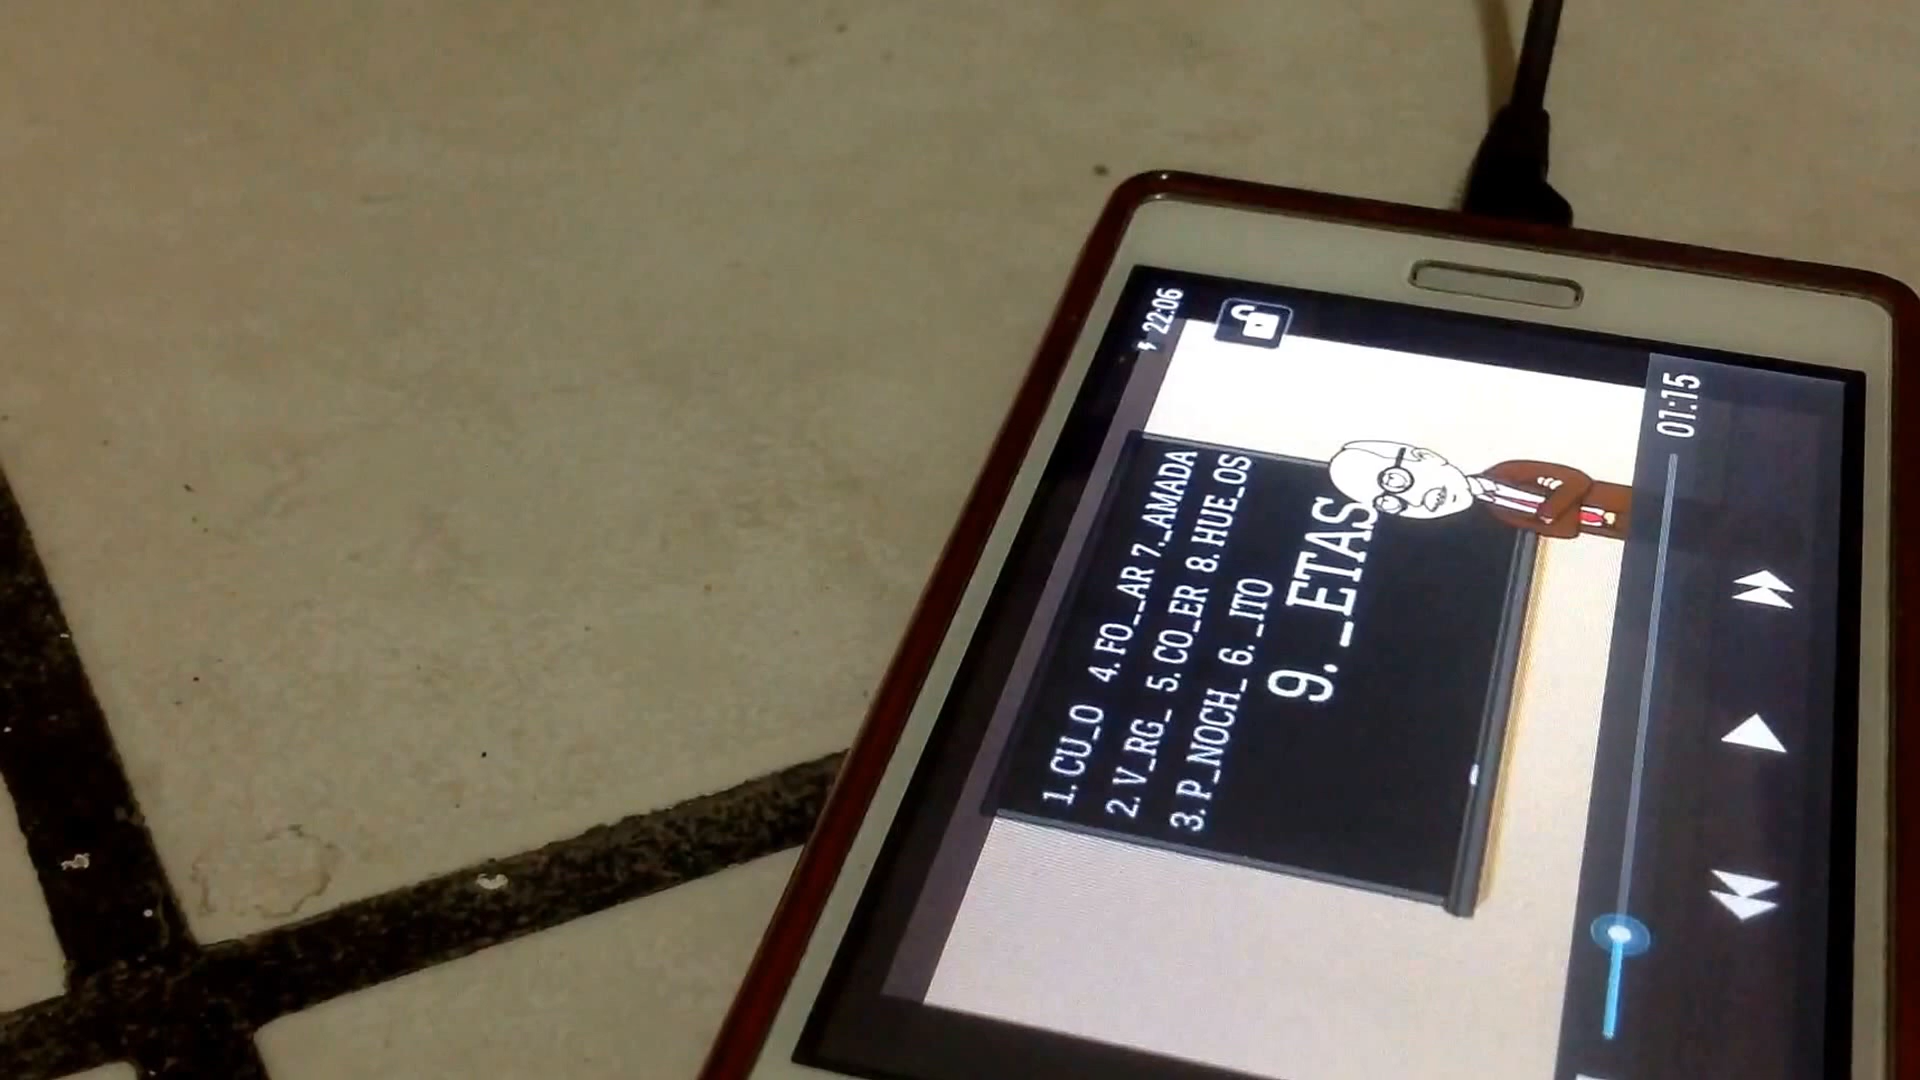 22:06
1. CU_O 4. FO__AR 7._AMADA
2. V_RG_ 5. CO_ER 8. HUE_OS
3. P_NOCH_ 6. _ITO
9. _ETAS
01:15